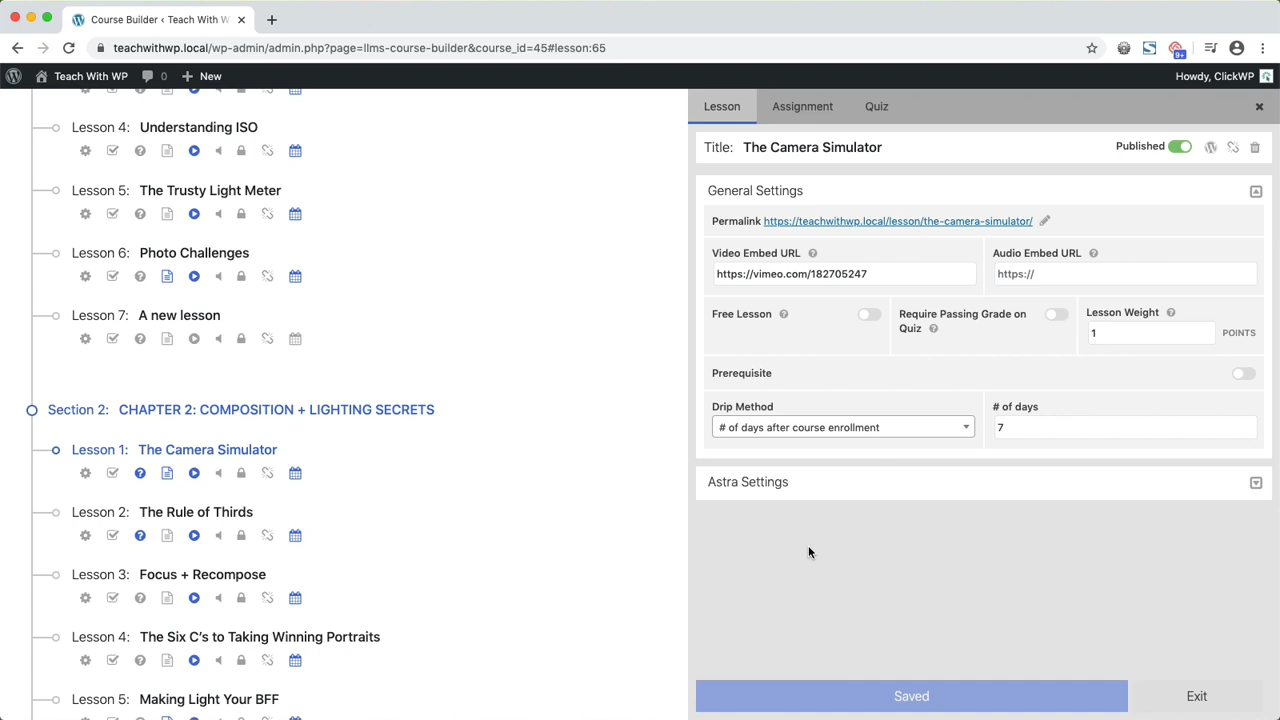 Course Builder ‹ Teach With W
teachwithwp.local/wp-admin/admin.php?page=llms-course-builder&course_id=45#lesson:65
9+
Teach With WP 0 New Howdy, ClickWP
Lesson 4: Understanding ISO
Lesson 5: The Trusty Light Meter
Lesson 6: Photo Challenges
Lesson 7: A new lesson
Section 2: CHAPTER 2: COMPOSITION + LIGHTING SECRETS
Lesson 1: The Camera Simulator
Lesson 2: The Rule of Thirds
Lesson 3: Focus + Recompose
Lesson 4: The Six C's to Taking Winning Portraits
Lesson 5: Making Light Your BFF
Lesson Assignment Quiz
Title: The Camera Simulator Published
General Settings
Permalink https://teachwithwp.local/lesson/the-camera-simulator/
Video Embed URL
https://vimeo.com/182705247
Audio Embed URL
https://
Free Lesson
Require Passing Grade on
Quiz
Lesson Weight
1 POINTS
Prerequisite
Drip Method
# of days after course enrollment
# of days
7
Astra Settings
Saved Exit